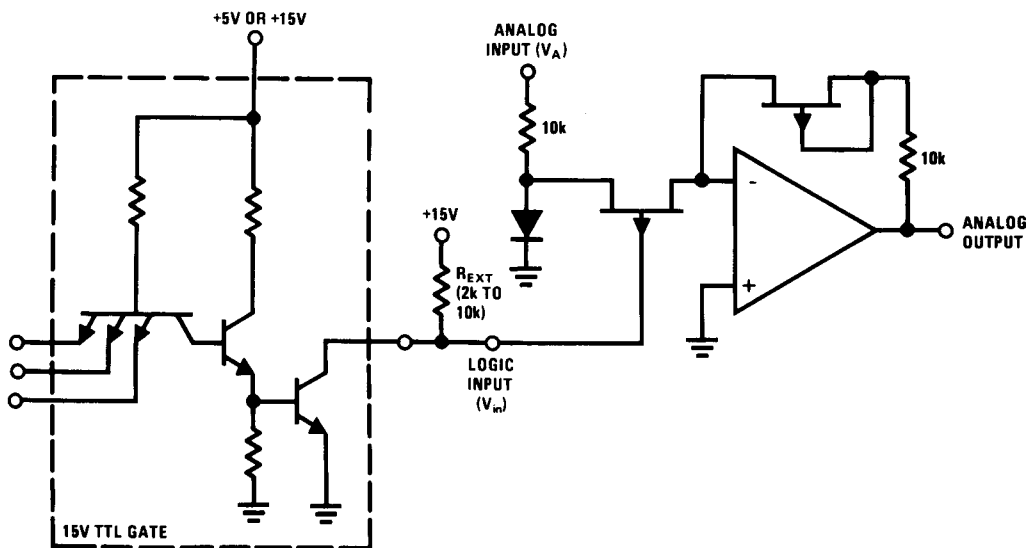 +5V OR +15V
ANALOG
INPUT (VA)
10k
+15V
REXT
(2k TO
10k)
LOGIC
INPUT
(Vin)
-
+
10k
ANALOG
OUTPUT
15V TTL GATE